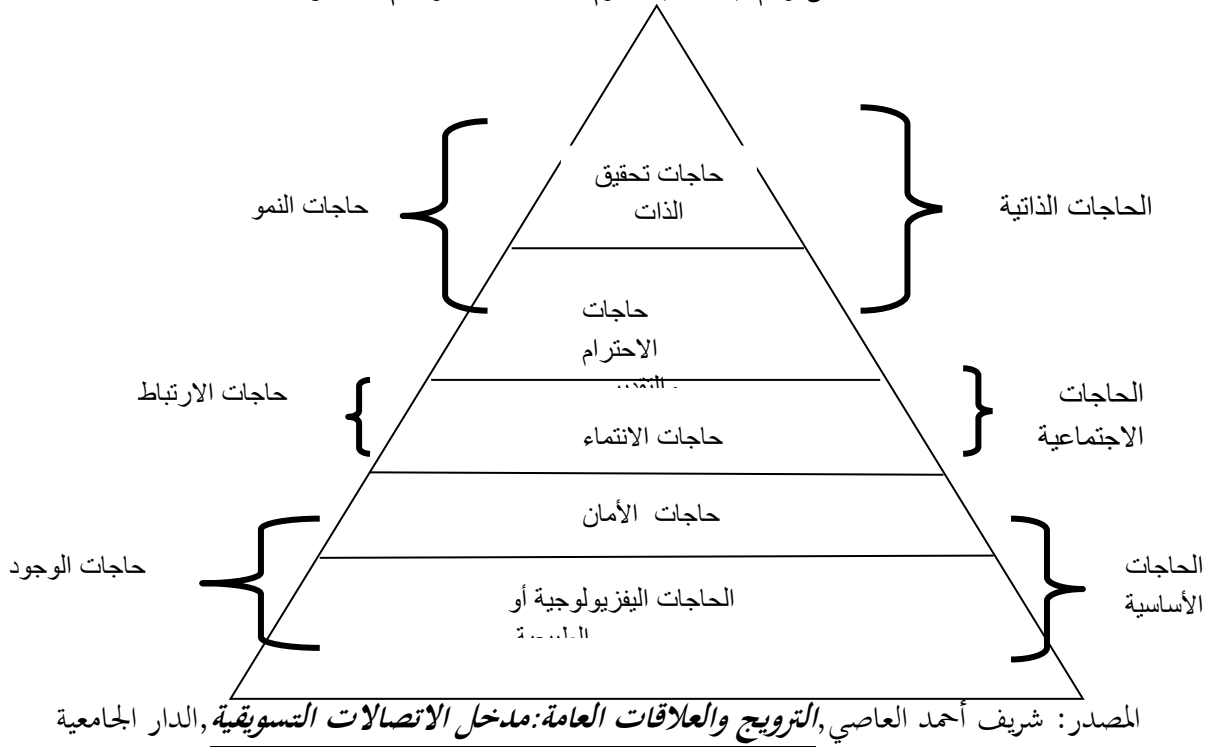 حاجات تحقيق
الذات
حاجات النمو
الحاجات الذاتية
حاجات
الاحترام
حاجات الارتباط
الحاجات
الاجتماعية
حاجات الانتماء
حاجات الأمان
حاجات الوجود
الحاجات
الأساسية
الحاجات اليفزيولوجية أو
المصدر: شريف أحمد العاصي,الترويج والعلاقات العامة:مدخل الاتصالات التسويقية,الدار الجامعية